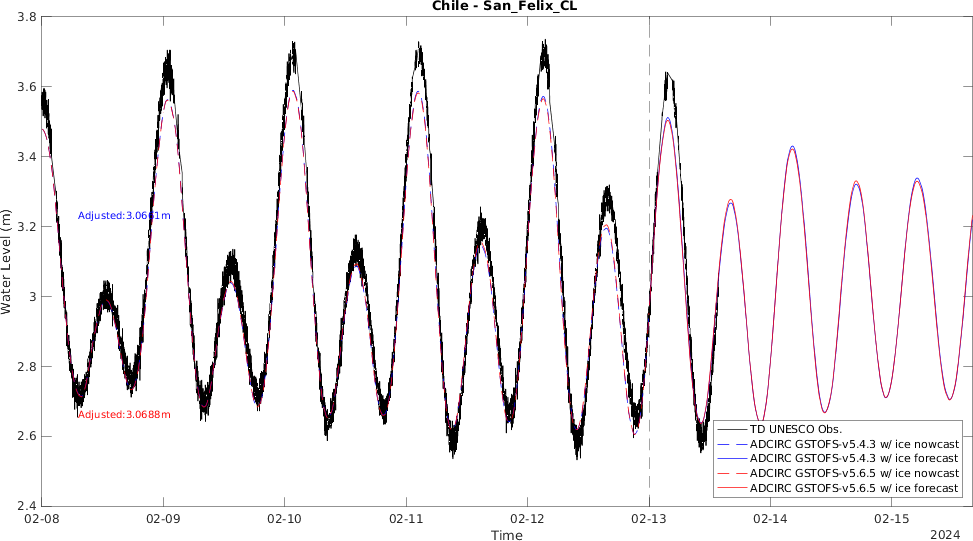 Chile - San_Felix_CL
3.8
3.6
3.4
3.2
3
2.8
2.6
2.4
Water Level (m)
Adjusted:3.0661m
Adjusted:3.0688m
TD UNESCO Obs.
ADCIRC GSTOFS-v5.4.3 w/ ice nowcast
ADCIRC GSTOFS-v5.4.3 w/ ice forecast
ADCIRC GSTOFS-v5.6.5 w/ ice nowcast
ADCIRC GSTOFS-v5.6.5 w/ ice forecast
02-08 02-09 02-10 02-11 02-12 02-13 02-14 02-15
Time
2024